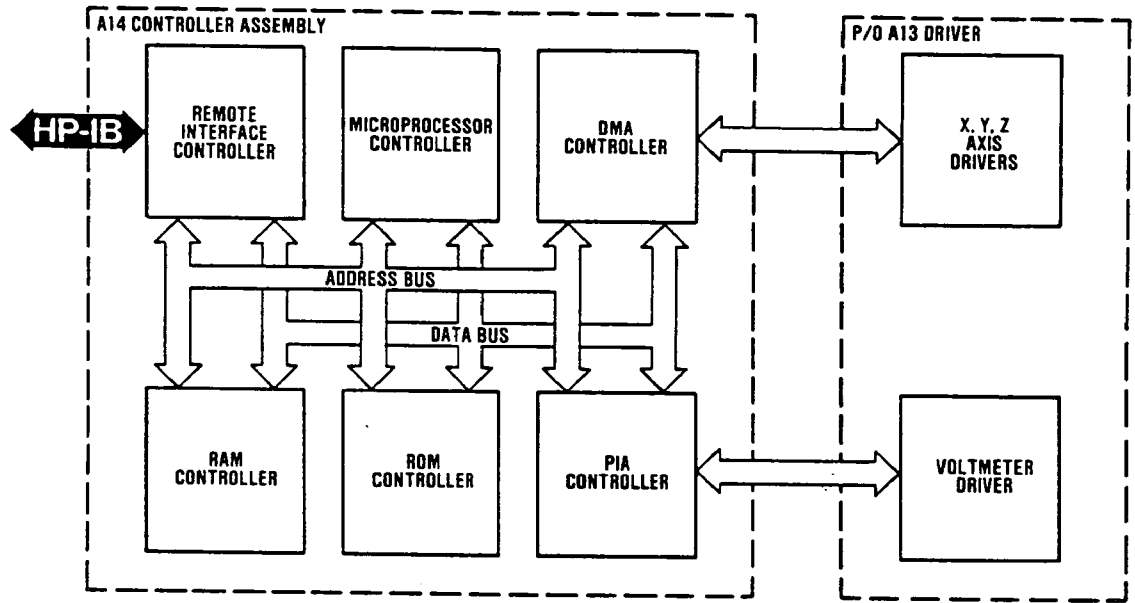 A14 CONTROLLER ASSEMBLY
P/O A13 DRIVER
HP-IB
REMOTE
INTERFACE
CONTROLLER
MICROPROCESSOR
CONTROLLER
DMA
CONTROLLER
X, Y, Z
AXIS
DRIVERS
ADDRESS BUS
DATA BUS
RAM
CONTROLLER
ROM
CONTROLLER
PIA
CONTROLLER
VOLTMETER
DRIVER